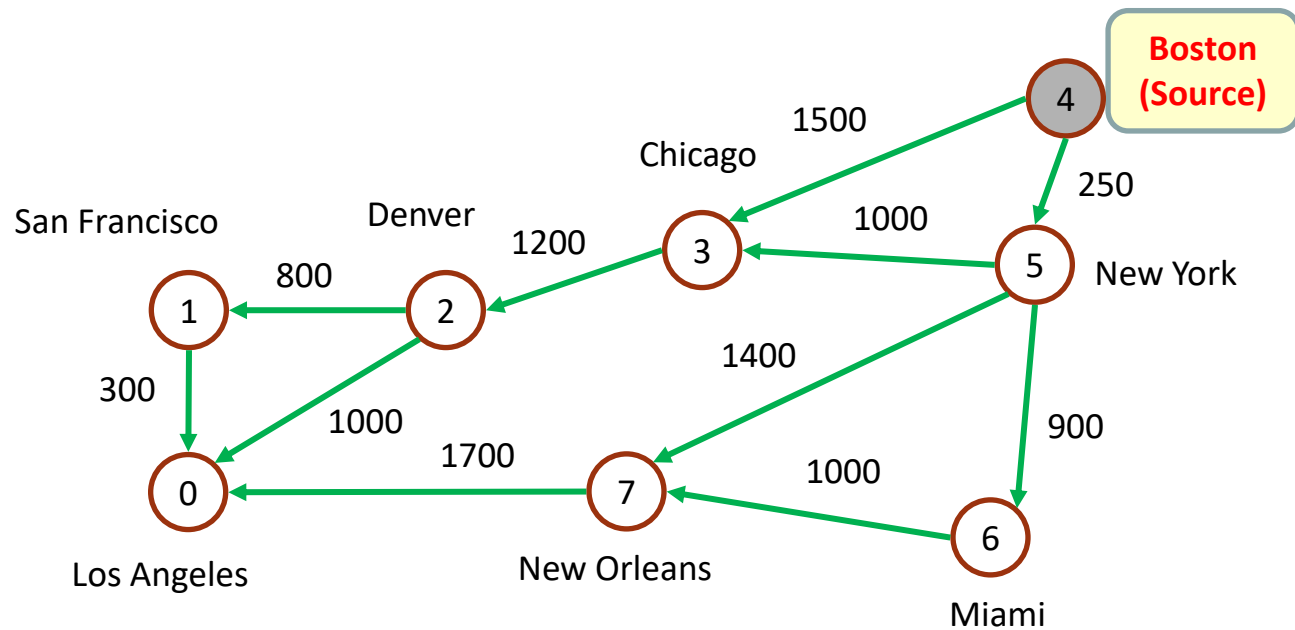 Boston
(Source)
4
1500
Chicago
250
San Francisco
Denver
1000
1200
3
5
New York
800
1
2
1400
300
1000
900
1700
1000
0
7
6
Los Angeles
New Orleans
Miami